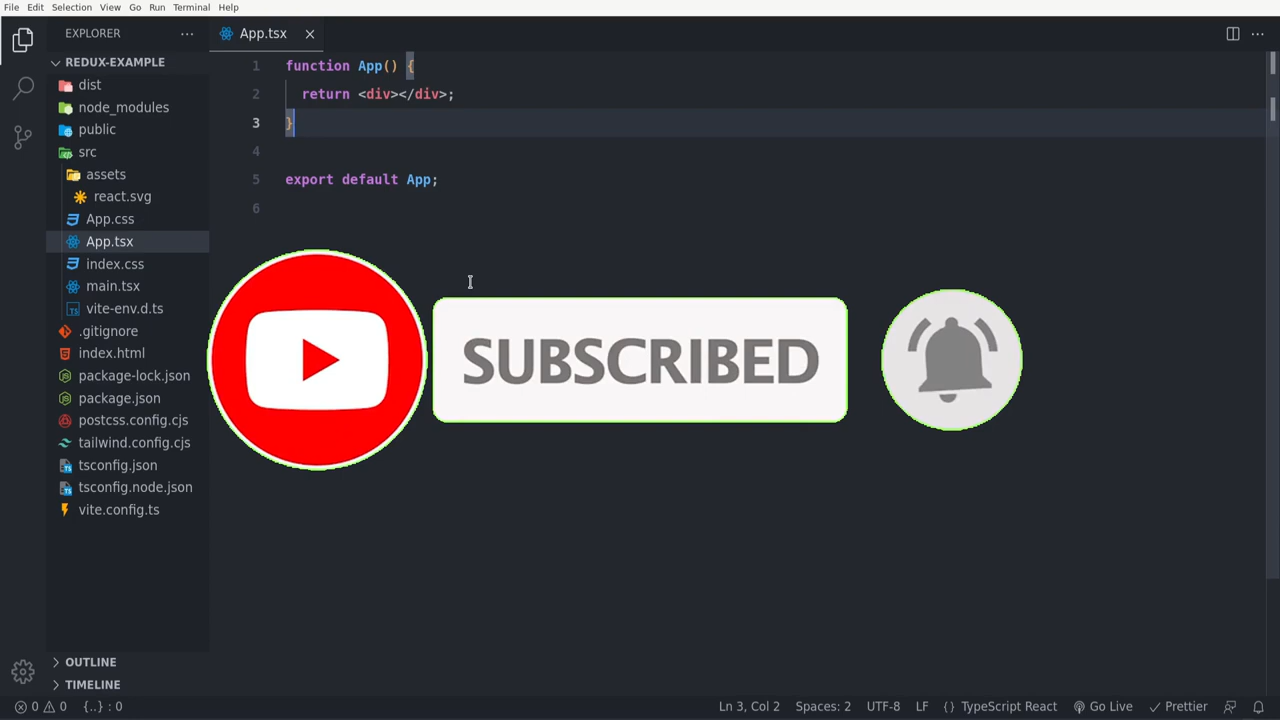 File Edit Selection View Go Run Terminal Help
EXPLORER ...
App.tsx
REDUX-EXAMPLE
dist
node_modules
public
src
assets
react.svg
App.css
App.tsx
index.css
main.tsx
vite-env.d.ts
.gitignore
index.html
package-lock.json
package.json
postcss.config.cjs
tailwind.config.cjs
tsconfig.json
tsconfig.node.json
vite.config.ts
OUTLINE
TIMELINE
1 function App() {
2 return <div></div>;
3 }
4
5 export default App;
6
SUBSCRIBED
0 0 {..} : 0 Ln 3, Col 2 Spaces: 2 UTF-8 LF {} TypeScript React Go Live Prettier